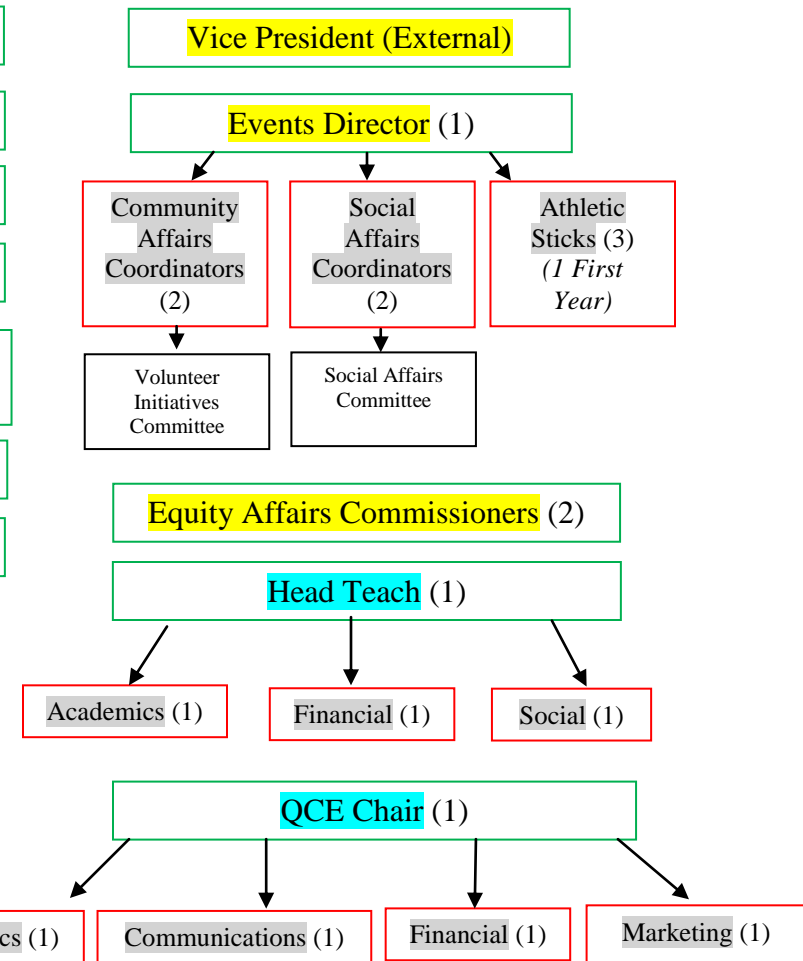 Vice President (External)
Events Director (1)
Community
Affairs
Coordinators
(2)
Social
Affairs
Coordinators
(2)
Athletic
Sticks (3)
(1 First
Year)
Volunteer
Initiatives
Committee
Social Affairs
Committee
Equity Affairs Commissioners (2)
Head Teach (1)
Academics (1)
Financial (1)
Social (1)
QCE Chair (1)
(1)
Communications (1)
Financial (1)
Marketing (1)